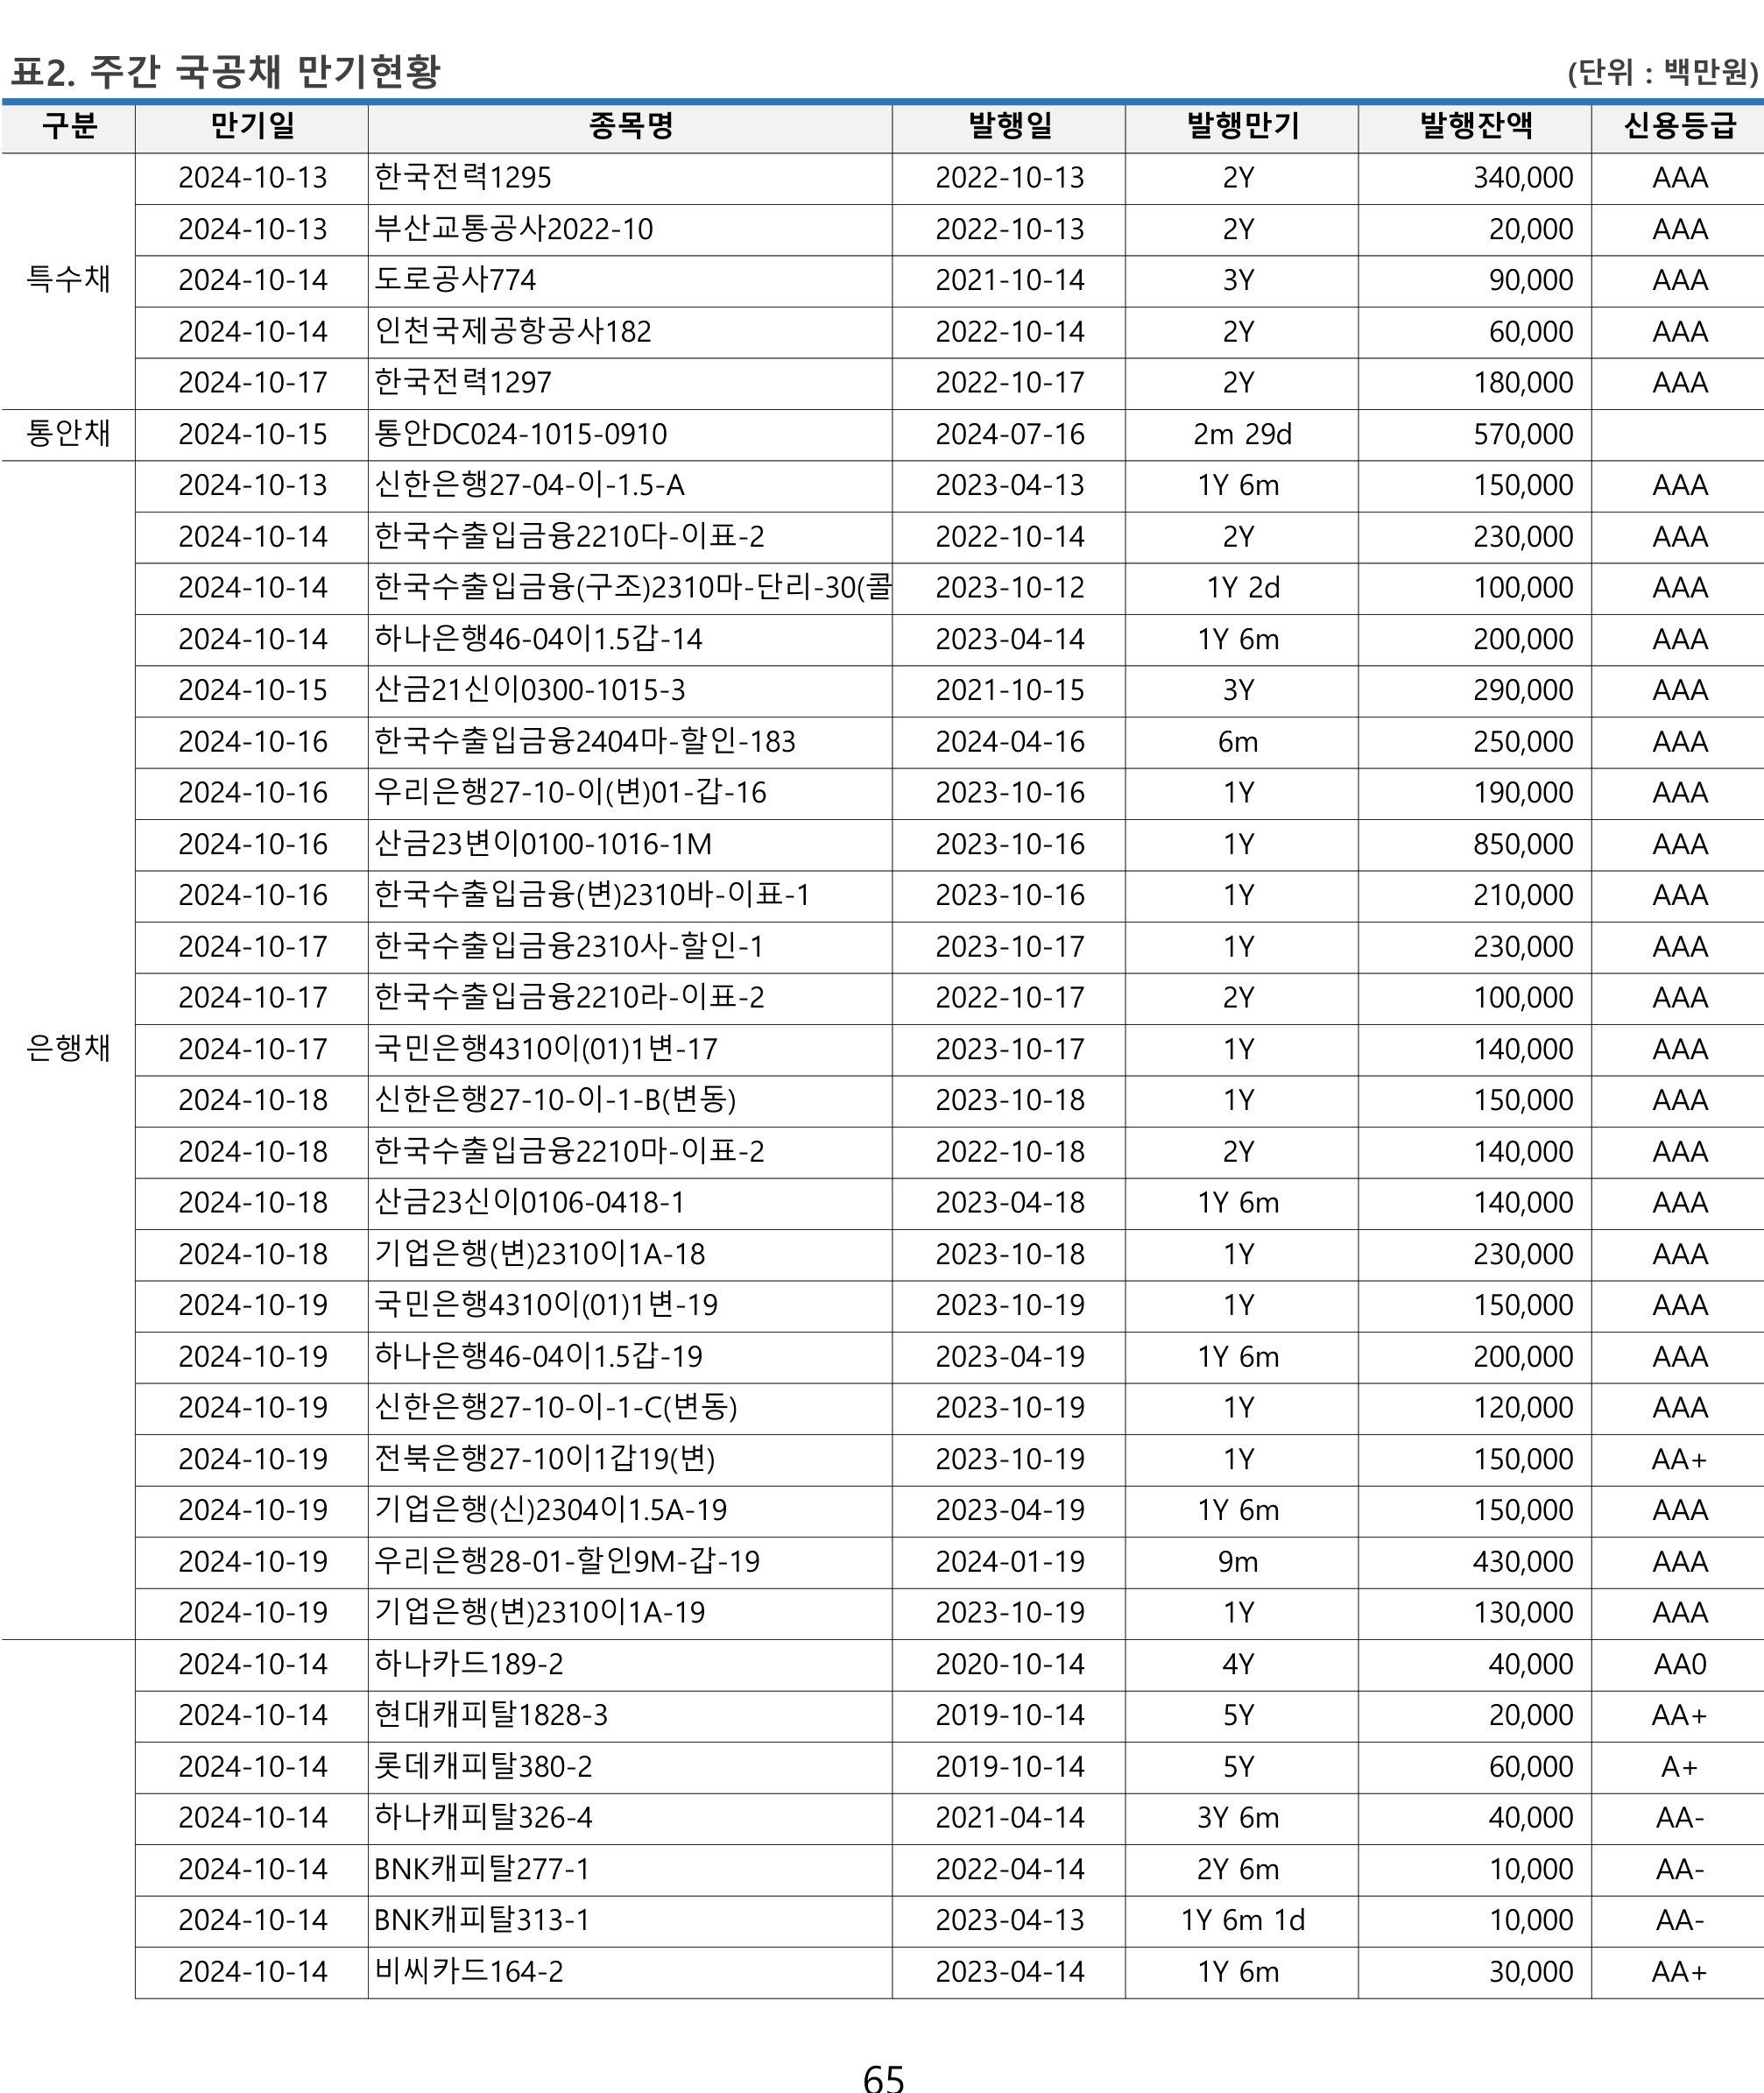 표2. 주간 국공채 만기현황 (단위 : 백만원)
구분 만기일 종목명 발행일 발행만기 발행잔액 신용등급
2024-10-13 한국전력1295 2022-10-13 2Y 340,000 AAA
2024-10-13 부산교통공사2022-10 2022-10-13 2Y 20,000 AAA
특수채 2024-10-14 도로공사774 2021-10-14 3Y 90,000 AAA
2024-10-14 인천국제공항공사182 2022-10-14 2Y 60,000 AAA
2024-10-17 한국전력1297 2022-10-17 2Y 180,000 AAA
통안채 2024-10-15 통안DC024-1015-0910 2024-07-16 2m 29d 570,000
2024-10-13 신한은행27-04-이-1.5-A 2023-04-13 1Y 6m 150,000 AAA
2024-10-14 한국수출입금융2210다-이표-2 2022-10-14 2Y 230,000 AAA
2024-10-14 한국수출입금융(구조)2310마-단리-30(콜 2023-10-12 1Y 2d 100,000 AAA
2024-10-14 하나은행46-04이1.5갑-14 2023-04-14 1Y 6m 200,000 AAA
2024-10-15 산금21신이0300-1015-3 2021-10-15 3Y 290,000 AAA
2024-10-16 한국수출입금융2404마-할인-183 2024-04-16 6m 250,000 AAA
2024-10-16 우리은행27-10-이(변)01-갑-16 2023-10-16 1Y 190,000 AAA
2024-10-16 산금23변이0100-1016-1M 2023-10-16 1Y 850,000 AAA
2024-10-16 한국수출입금융(변)2310바-이표-1 2023-10-16 1Y 210,000 AAA
2024-10-17 한국수출입금융2310사-할인-1 2023-10-17 1Y 230,000 AAA
2024-10-17 한국수출입금융2210라-이표-2 2022-10-17 2Y 100,000 AAA
은행채 2024-10-17 국민은행4310이(01)1변-17 2023-10-17 1Y 140,000 AAA
2024-10-18 신한은행27-10-이-1-B(변동) 2023-10-18 1Y 150,000 AAA
2024-10-18 한국수출입금융2210마-이표-2 2022-10-18 2Y 140,000 AAA
2024-10-18 산금23신이0106-0418-1 2023-04-18 1Y 6m 140,000 AAA
2024-10-18 기업은행(변)2310이1A-18 2023-10-18 1Y 230,000 AAA
2024-10-19 국민은행4310이(01)1변-19 2023-10-19 1Y 150,000 AAA
2024-10-19 하나은행46-04이1.5갑-19 2023-04-19 1Y 6m 200,000 AAA
2024-10-19 신한은행27-10-이-1-C(변동) 2023-10-19 1Y 120,000 AAA
2024-10-19 전북은행27-10이1갑19(변) 2023-10-19 1Y 150,000 AA+
2024-10-19 기업은행(신)2304이1.5A-19 2023-04-19 1Y 6m 150,000 AAA
2024-10-19 우리은행28-01-할인9M-갑-19 2024-01-19 9m 430,000 AAA
2024-10-19 기업은행(변)2310이1A-19 2023-10-19 1Y 130,000 AAA
2024-10-14 하나카드189-2 2020-10-14 4Y 40,000 AA0
2024-10-14 현대캐피탈1828-3 2019-10-14 5Y 20,000 AA+
2024-10-14 롯데캐피탈380-2 2019-10-14 5Y 60,000 A+
2024-10-14 하나캐피탈326-4 2021-04-14 3Y 6m 40,000 AA-
2024-10-14 BNK캐피탈277-1 2022-04-14 2Y 6m 10,000 AA-
2024-10-14 BNK캐피탈313-1 2023-04-13 1Y 6m 1d 10,000 AA-
2024-10-14 비씨카드164-2 2023-04-14 1Y 6m 30,000 AA+
65